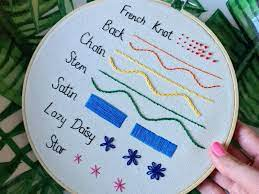 French Knot
Back
Chain
Stem
Satin
Lazy Daisy
Star